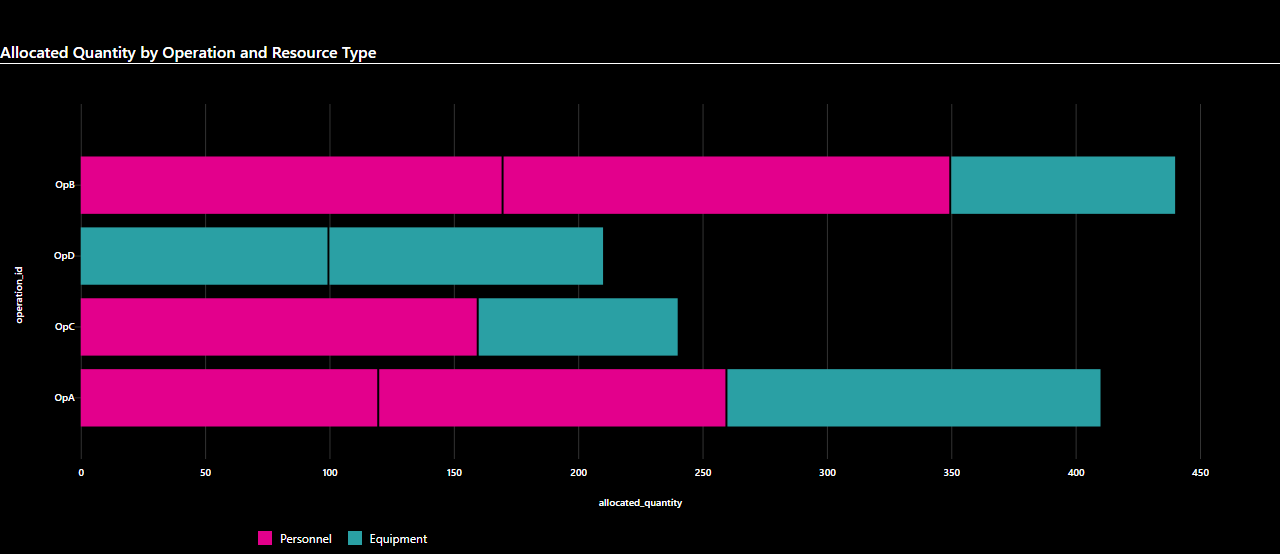 Allocated Quantity by Operation and Resource Type
OpB
OpD
OpC
OpA
operation_id
0 50 100 150 200 250 300 350 400 450
allocated_quantity
Personnel Equipment